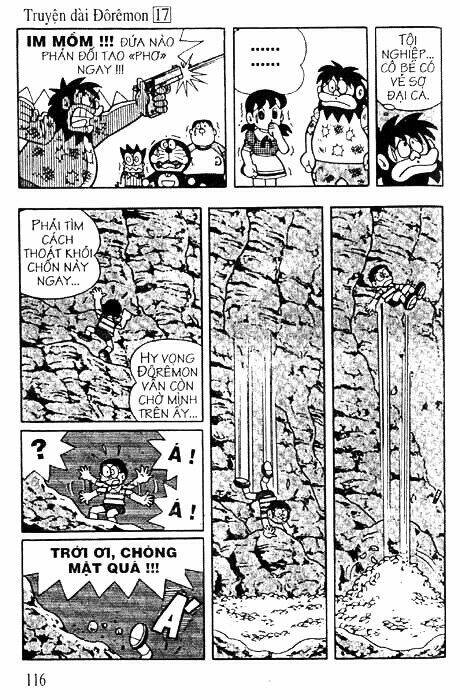 Truyện dài Đôrêmon 17
IM MỒM !!! ĐỨA NÀO
PHẢN ĐỐI TAO «PHƠ»
NGAY !!!
......
......
TỘI
NGHIỆP...
CÔ BÉ CÓ
VẺ SỢ
ĐẠI CA.
PHẢI TÌM
CÁCH
THOÁT KHỎI
CHỐN NÀY
NGAY...
HY VỌNG
ĐÔRÊMON
VẪN CÒN
CHỜ MÌNH
TRÊN ẤY...
?
Á !
Á !
TRỜI ƠI, CHÓNG
MẶT QUÁ !!!
Á
116